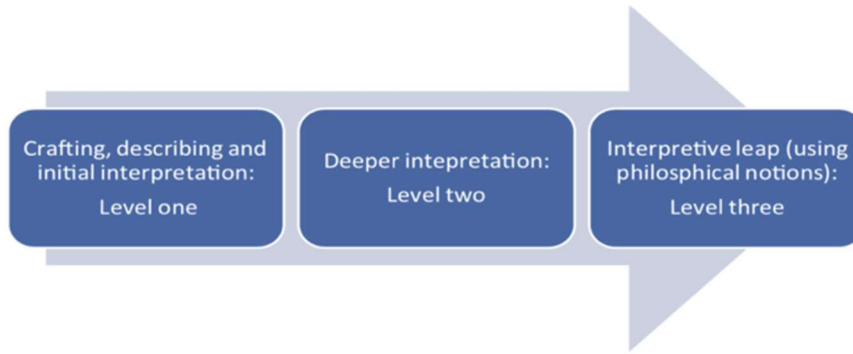 Crafting, describing and
initial interpretation:
Level one
Deeper intepretation:
Level two
Interpretive leap (using
philosphical notions):
Level three